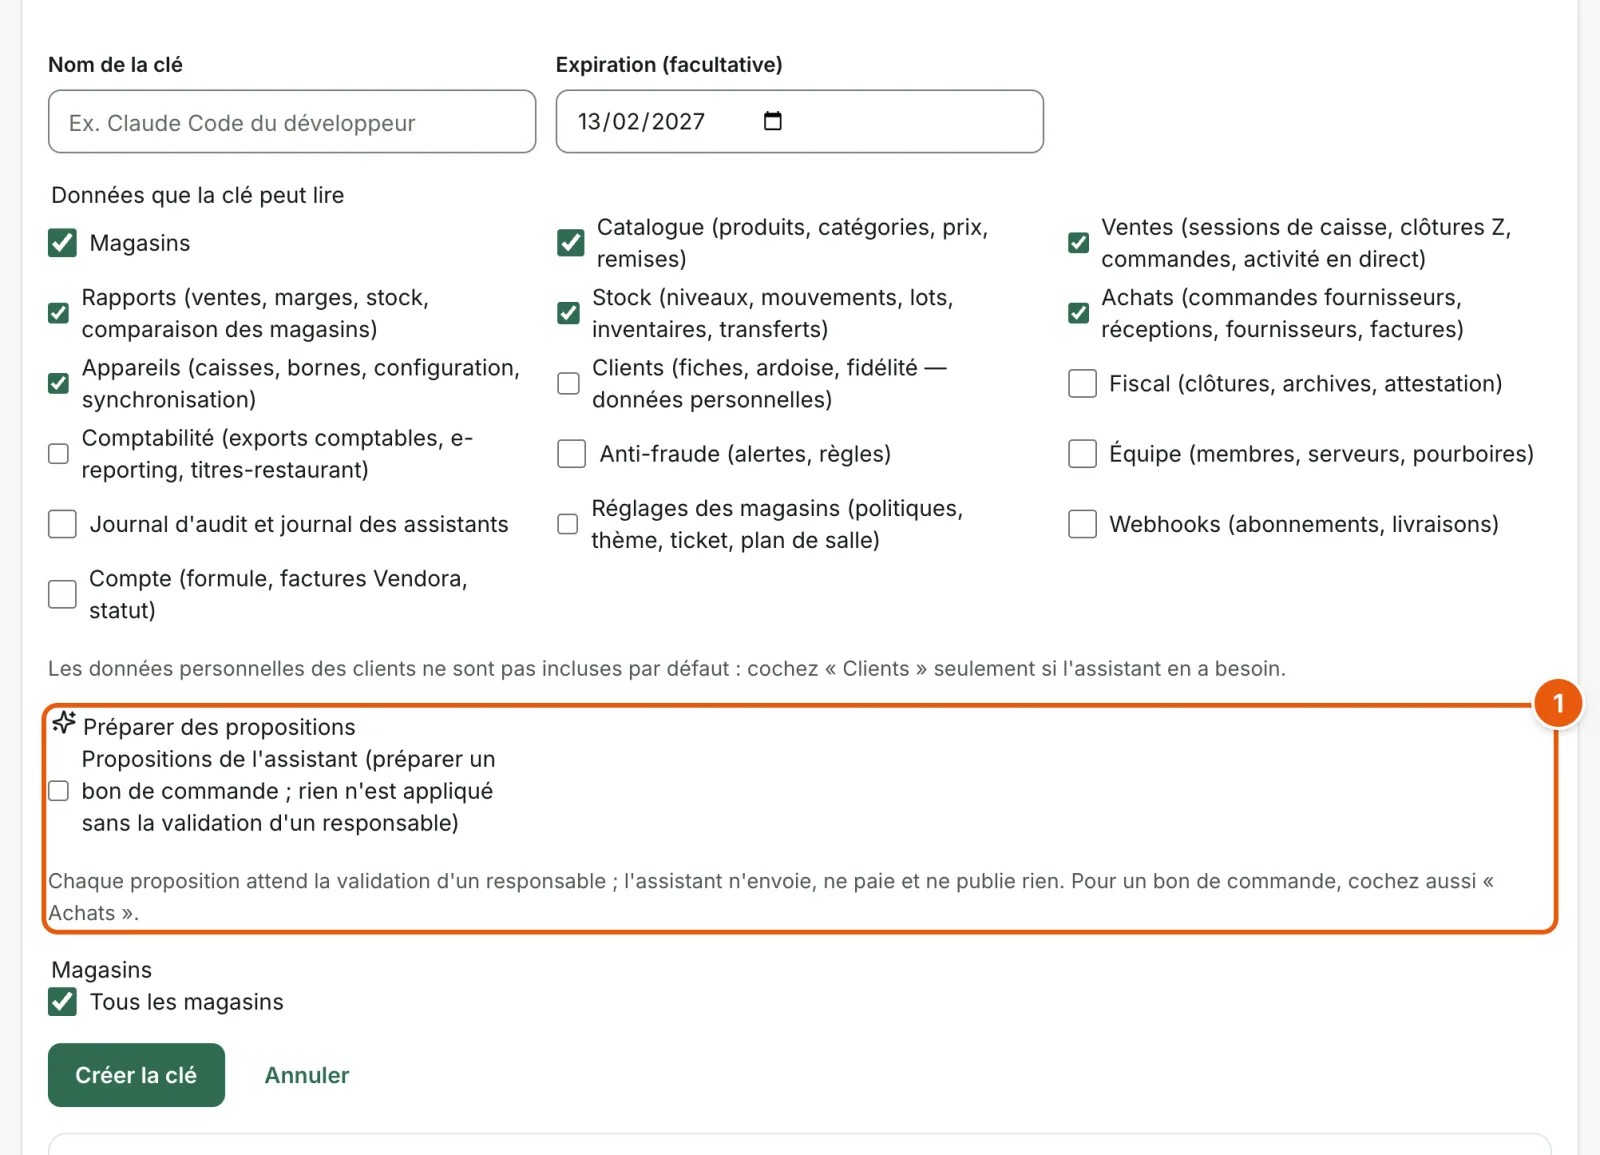 Nom de la clé
Expiration (facultative)
Ex. Claude Code du développeur
13/02/2027
Données que la clé peut lire
Magasins
Catalogue (produits, catégories, prix,
remises)
Ventes (sessions de caisse, clôtures Z,
commandes, activité en direct)
Rapports (ventes, marges, stock,
comparaison des magasins)
Stock (niveaux, mouvements, lots,
inventaires, transferts)
Achats (commandes fournisseurs,
réceptions, fournisseurs, factures)
Appareils (caisses, bornes, configuration,
synchronisation)
Clients (fiches, ardoise, fidélité —
données personnelles)
Fiscal (clôtures, archives, attestation)
Comptabilité (exports comptables, e-
reporting, titres-restaurant)
Anti-fraude (alertes, règles)
Équipe (membres, serveurs, pourboires)
Journal d'audit et journal des assistants
Réglages des magasins (politiques,
thème, ticket, plan de salle)
Webhooks (abonnements, livraisons)
Compte (formule, factures Vendora,
statut)
Les données personnelles des clients ne sont pas incluses par défaut : cochez « Clients » seulement si l'assistant en a besoin.
1
Préparer des propositions
Propositions de l'assistant (préparer un
bon de commande ; rien n'est appliqué
sans la validation d'un responsable)
Chaque proposition attend la validation d'un responsable ; l'assistant n'envoie, ne paie et ne publie rien. Pour un bon de commande, cochez aussi «
Achats ».
Magasins
Tous les magasins
Créer la clé
Annuler